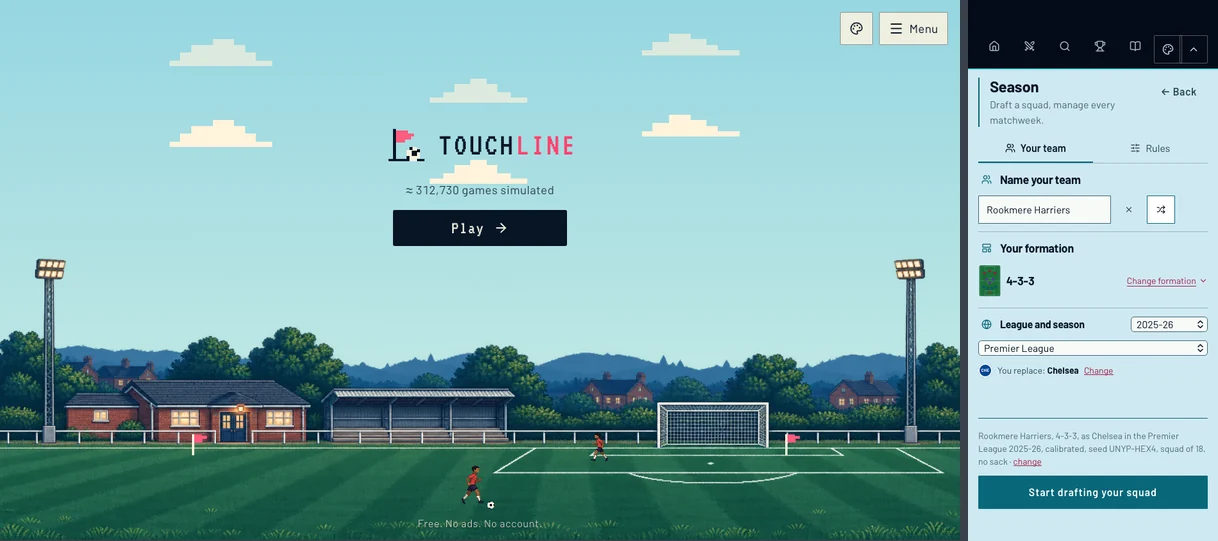 Menu
TOUCHLINE
≈ 312,730 games simulated
Play
Free. No ads. No account.
Season
Draft a squad, manage every
matchweek.
← Back
Your team
Rules
Name your team
Rookmere Harriers
Your formation
4-3-3
Change formation
League and season
2025-26
Premier League
CHE
You replace: Chelsea Change
Rookmere Harriers, 4-3-3, as Chelsea in the Premier
League 2025-26, calibrated, seed UNYP-HEX4, squad of 18,
no sack · change
Start drafting your squad